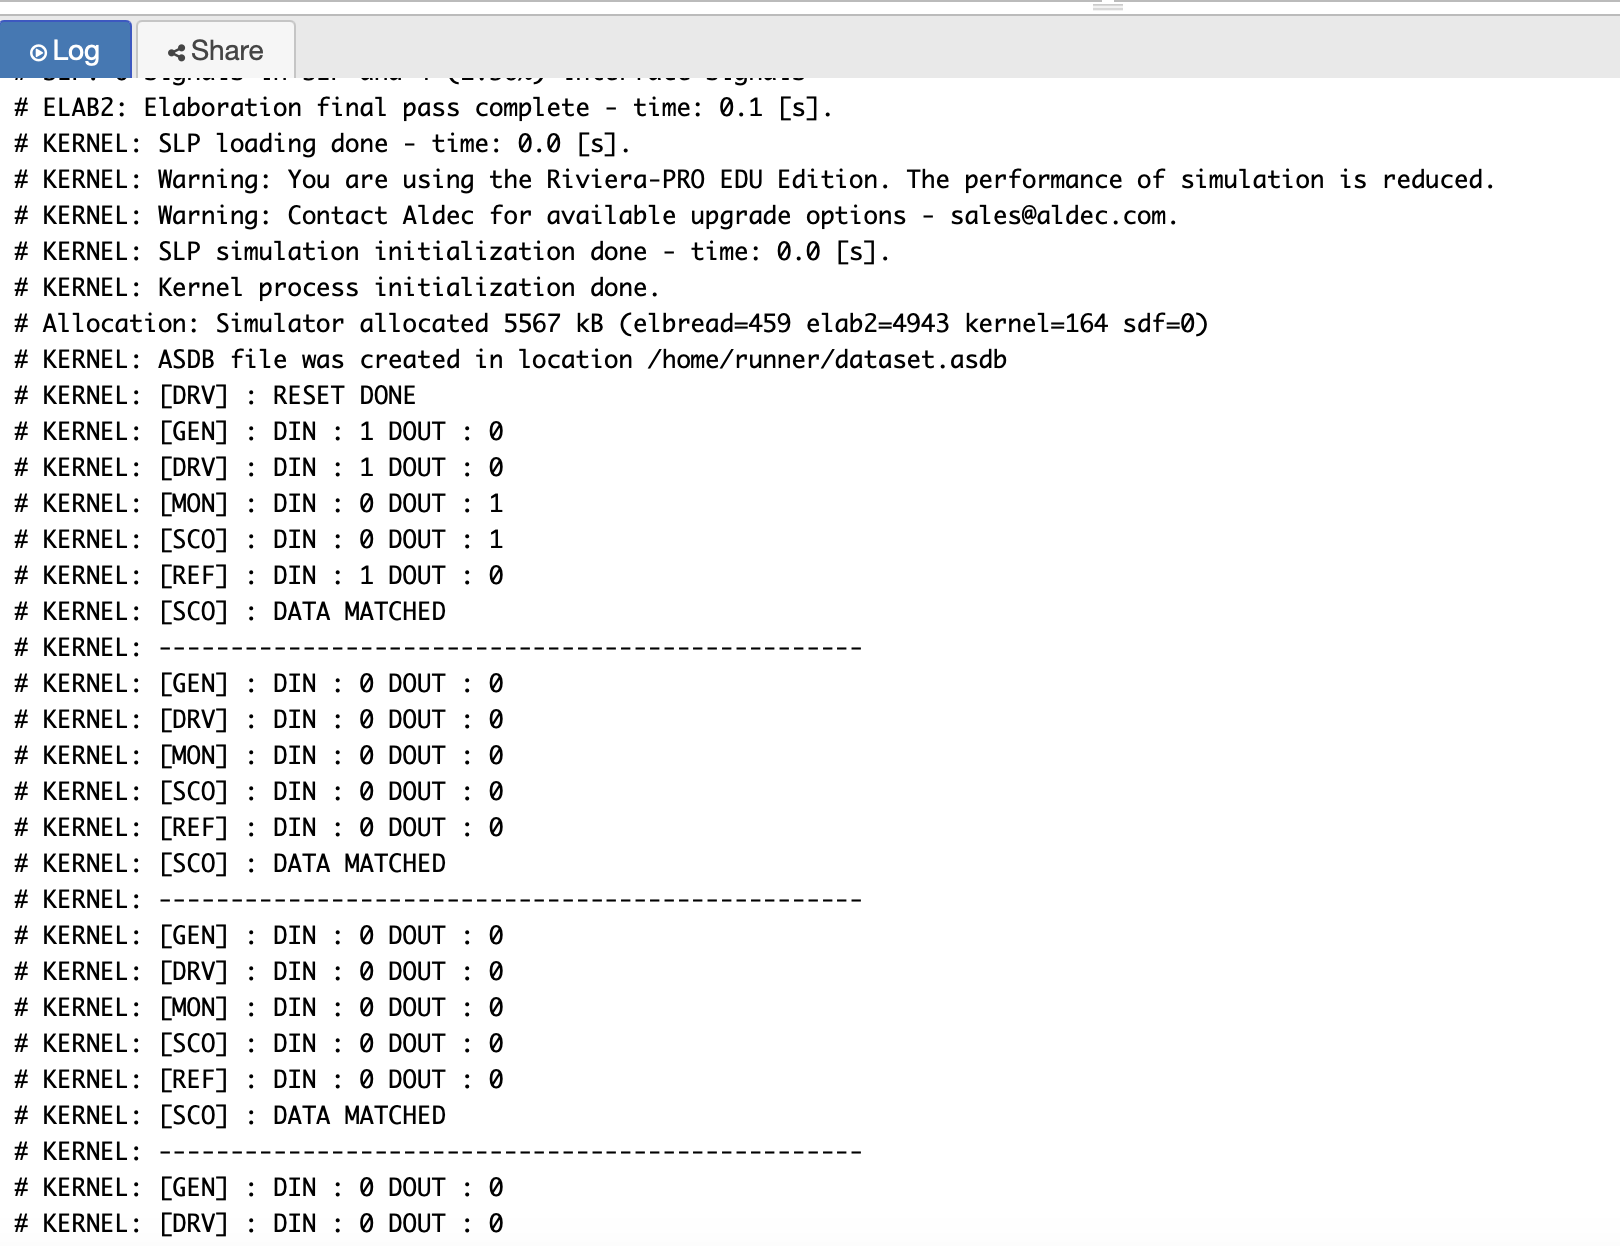 Log
Share
# ELAB2: Elaboration final pass complete - time: 0.1 [s].
# KERNEL: SLP loading done - time: 0.0 [s].
# KERNEL: Warning: You are using the Riviera-PRO EDU Edition. The performance of simulation is reduced.
# KERNEL: Warning: Contact Aldec for available upgrade options - sales@aldec.com.
# KERNEL: SLP simulation initialization done - time: 0.0 [s].
# KERNEL: Kernel process initialization done.
# Allocation: Simulator allocated 5567 kB (elbread=459 elab2=4943 kernel=164 sdf=0)
# KERNEL: ASDB file was created in location /home/runner/dataset.asdb
# KERNEL: [DRV] : RESET DONE
# KERNEL: [GEN] : DIN : 1 DOUT : 0
# KERNEL: [DRV] : DIN : 1 DOUT : 0
# KERNEL: [MON] : DIN : 0 DOUT : 1
# KERNEL: [SCO] : DIN : 0 DOUT : 1
# KERNEL: [REF] : DIN : 1 DOUT : 0
# KERNEL: [SCO] : DATA MATCHED
# KERNEL: -------------------------------------------------
# KERNEL: [GEN] : DIN : 0 DOUT : 0
# KERNEL: [DRV] : DIN : 0 DOUT : 0
# KERNEL: [MON] : DIN : 0 DOUT : 0
# KERNEL: [SCO] : DIN : 0 DOUT : 0
# KERNEL: [REF] : DIN : 0 DOUT : 0
# KERNEL: [SCO] : DATA MATCHED
# KERNEL: -------------------------------------------------
# KERNEL: [GEN] : DIN : 0 DOUT : 0
# KERNEL: [DRV] : DIN : 0 DOUT : 0
# KERNEL: [MON] : DIN : 0 DOUT : 0
# KERNEL: [SCO] : DIN : 0 DOUT : 0
# KERNEL: [REF] : DIN : 0 DOUT : 0
# KERNEL: [SCO] : DATA MATCHED
# KERNEL: -------------------------------------------------
# KERNEL: [GEN] : DIN : 0 DOUT : 0
# KERNEL: [DRV] : DIN : 0 DOUT : 0